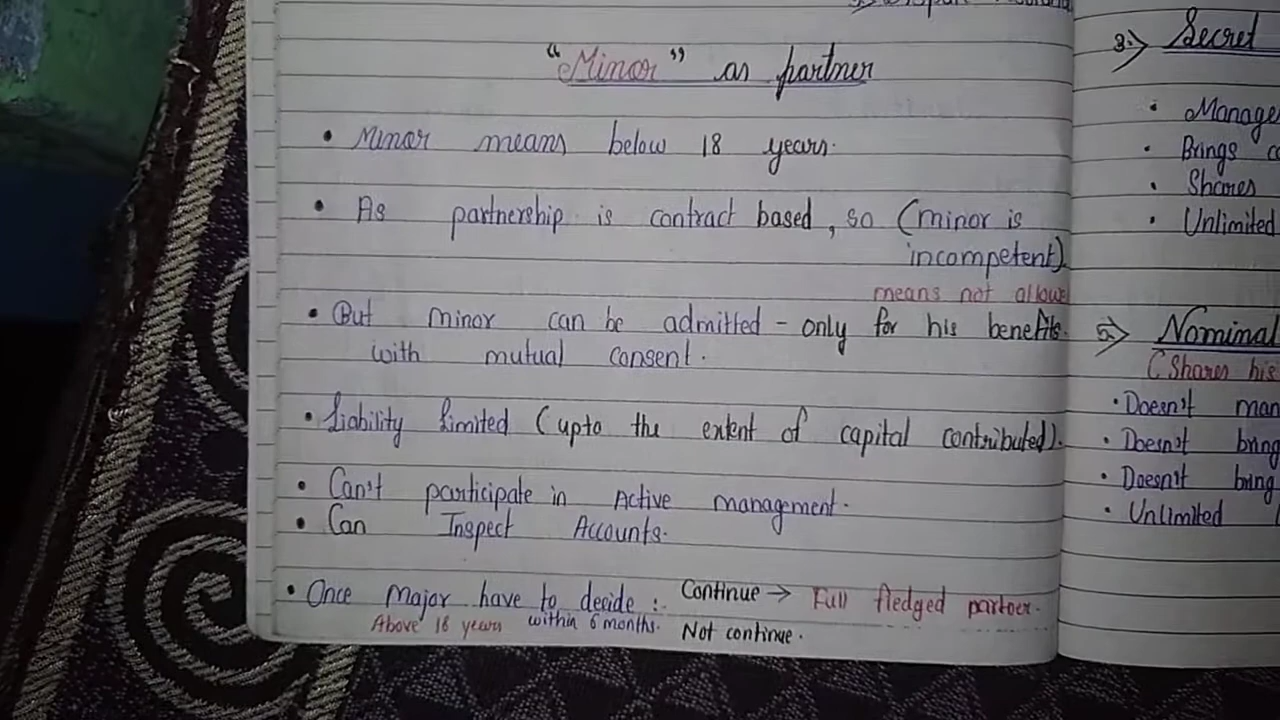 "Minor" as partner
• Minor means below 18 years.
• As partnership is contract based, so (minor is
incompetent).
means not allowe
• But minor can be admitted - only for his benefits.
with mutual consent.
• Liability limited (upto the extent of capital contributed).
• Can't participate in Active management.
• Can Inspect Accounts.
• Once major have to decide :. Continue → Full fledged partner.
Above 18 years within 6 months. Not continue.
3.> Secret
• Manage
• Brings co
• Shares
• Unlimited
5.> Nominal
(Shares his
• Doesn't man
• Doesn't bring
• Doesn't bring
• Unlimited